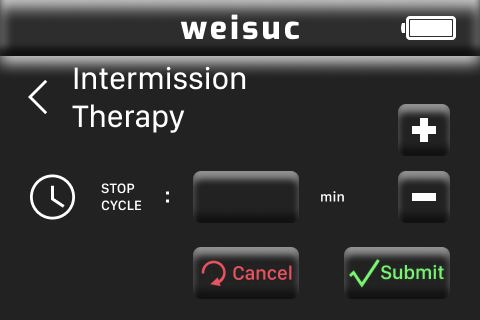 weisuc
Intermission
Therapy
STOP
CYCLE : min
Cancel
Submit